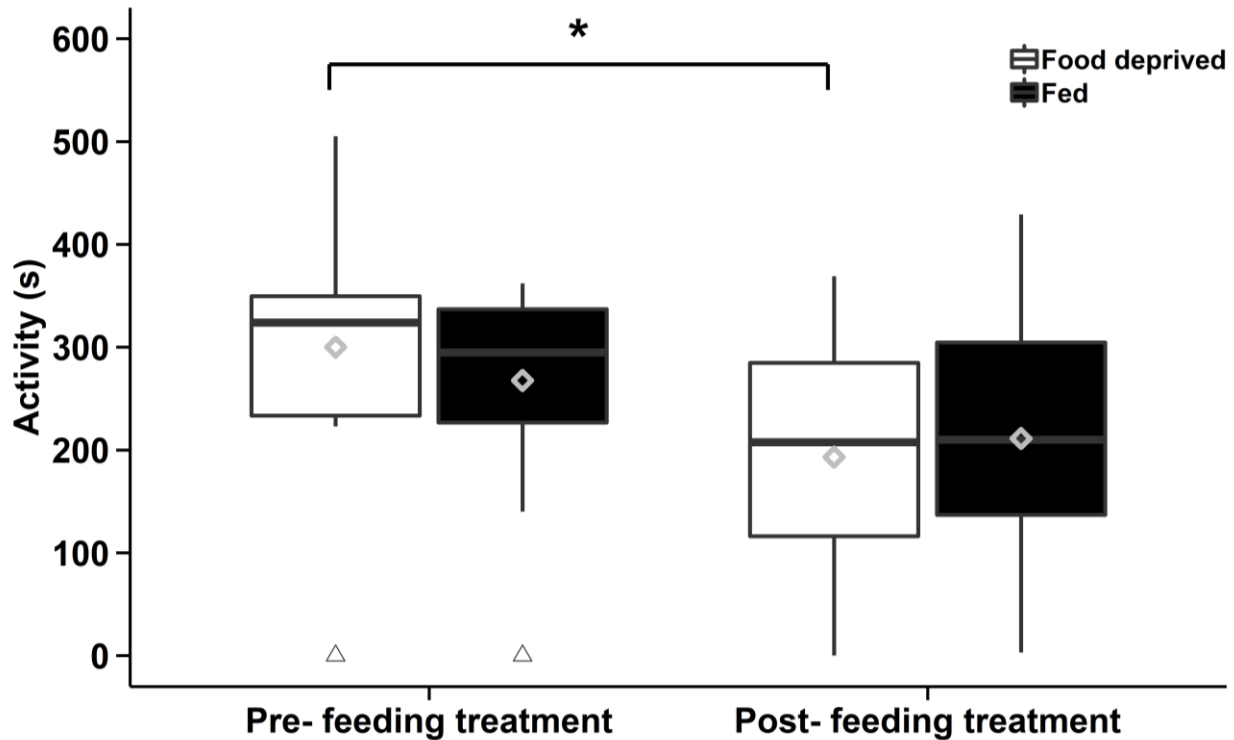 600
*
Food deprived
Fed
500
400
300
200
100
0
Activity (s)
Pre- feeding treatment
Post- feeding treatment